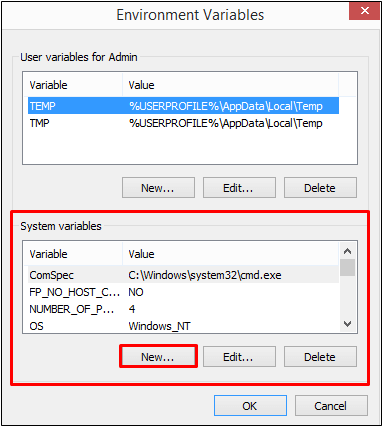 Environment Variables
User variables for Admin
Variable Value
TEMP %USERPROFILE%\AppData\Local\Temp
TMP %USERPROFILE%\AppData\Local\Temp
New... Edit... Delete
System variables
Variable Value
ComSpec C:\Windows\system32\cmd.exe
FP_NO_HOST_C... NO
NUMBER_OF_P... 4
OS Windows_NT
New... Edit... Delete
OK Cancel